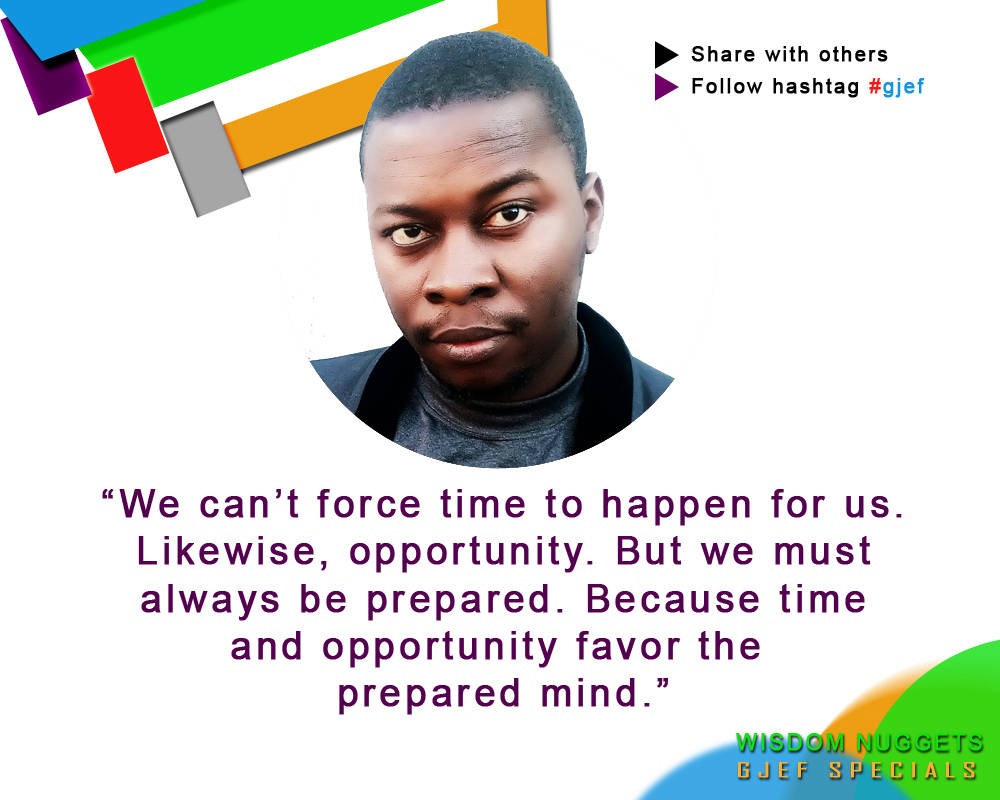 Share with others
Follow hashtag #gjef
“We can’t force time to happen for us.
Likewise, opportunity. But we must
always be prepared. Because time
and opportunity favor the
prepared mind.”
WISDOM NUGGETS
GJEF SPECIALS